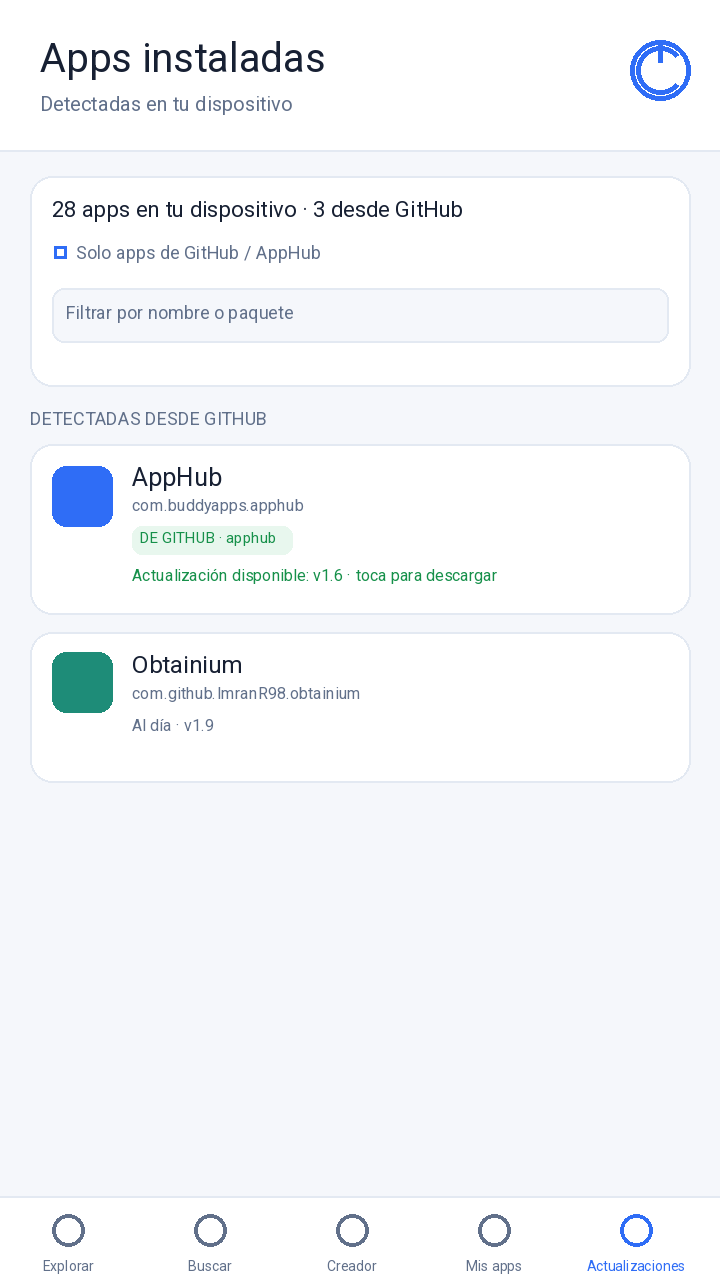 Apps instaladas
Detectadas en tu dispositivo
28 apps en tu dispositivo · 3 desde GitHub
Solo apps de GitHub / AppHub
Filtrar por nombre o paquete
DETECTADAS DESDE GITHUB
AppHub
com.buddyapps.apphub
DE GITHUB · apphub
Actualización disponible: v1.6 · toca para descargar
Obtainium
com.github.ImranR98.obtainium
Al día · v1.9
Explorar
Buscar
Creador
Mis apps
Actualizaciones